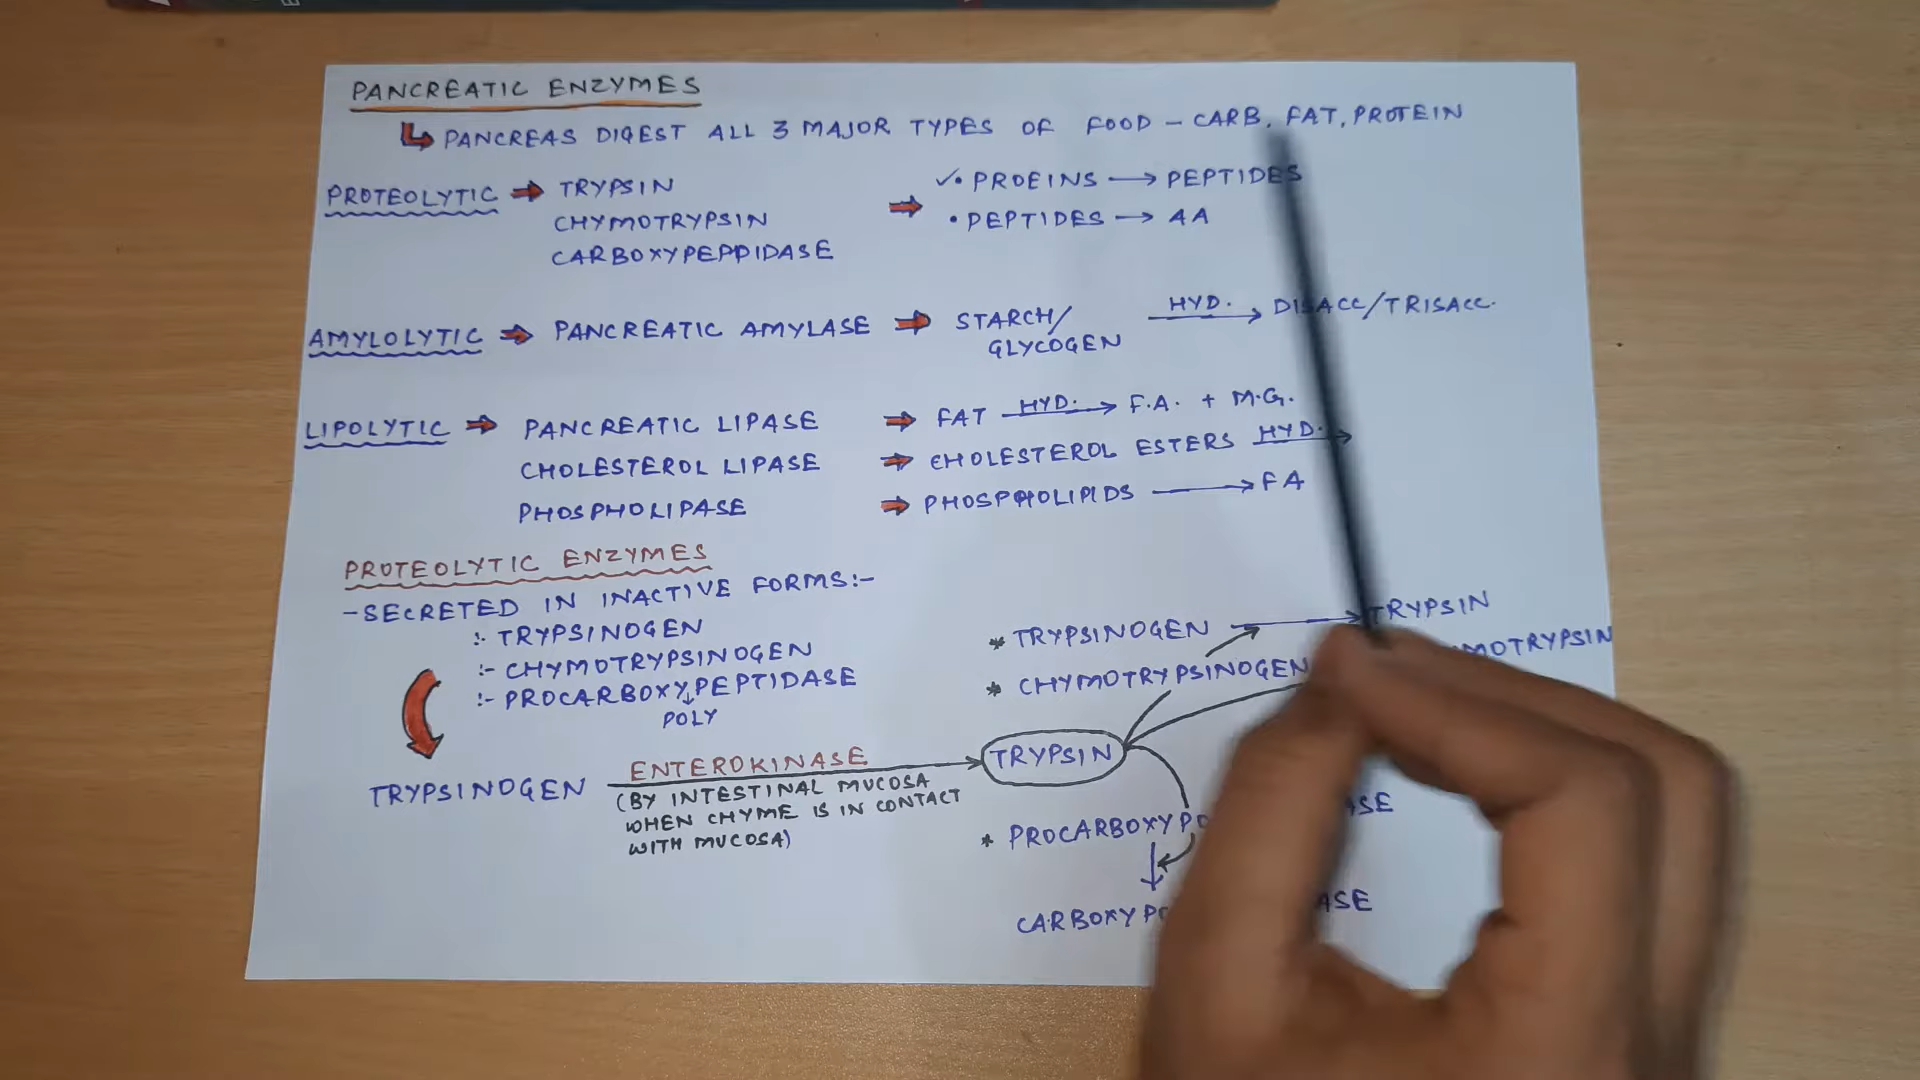 PANCREATIC ENZYMES
PANCREAS DIGEST ALL 3 MAJOR TYPES OF FOOD - CARB, FAT, PROTEIN
PROTEOLYTIC → TRYPSIN
CHYMOTRYPSIN
CARBOXYPEPDIDASE
✓• PROEINS → PEPTIDES
• PEPTIDES → AA
AMYLOLYTIC → PANCREATIC AMYLASE → STARCH/GLYCOGEN HYD. → DISACC/TRISACC.
LIPOLYTIC → PANCREATIC LIPASE → FAT HYD. → F.A. + M.G.
CHOLESTEROL LIPASE → CHOLESTEROL ESTERS HYD. →
PHOSPHOLIPASE → PHOSPHOLIPIDS → FA
PROTEOLYTIC ENZYMES
- SECRETED IN INACTIVE FORMS:-
:- TRYPSINOGEN
:- CHYMOTRYPSINOGEN
:- PROCARBOXYPEPTIDASE
POLY
TRYPSINOGEN ENTEROKINASE → TRYPSIN
(BY INTESTINAL MUCOSA
WHEN CHYME IS IN CONTACT
WITH MUCOSA)
* TRYPSINOGEN → TRYPSIN
* CHYMOTRYPSINOGEN
*